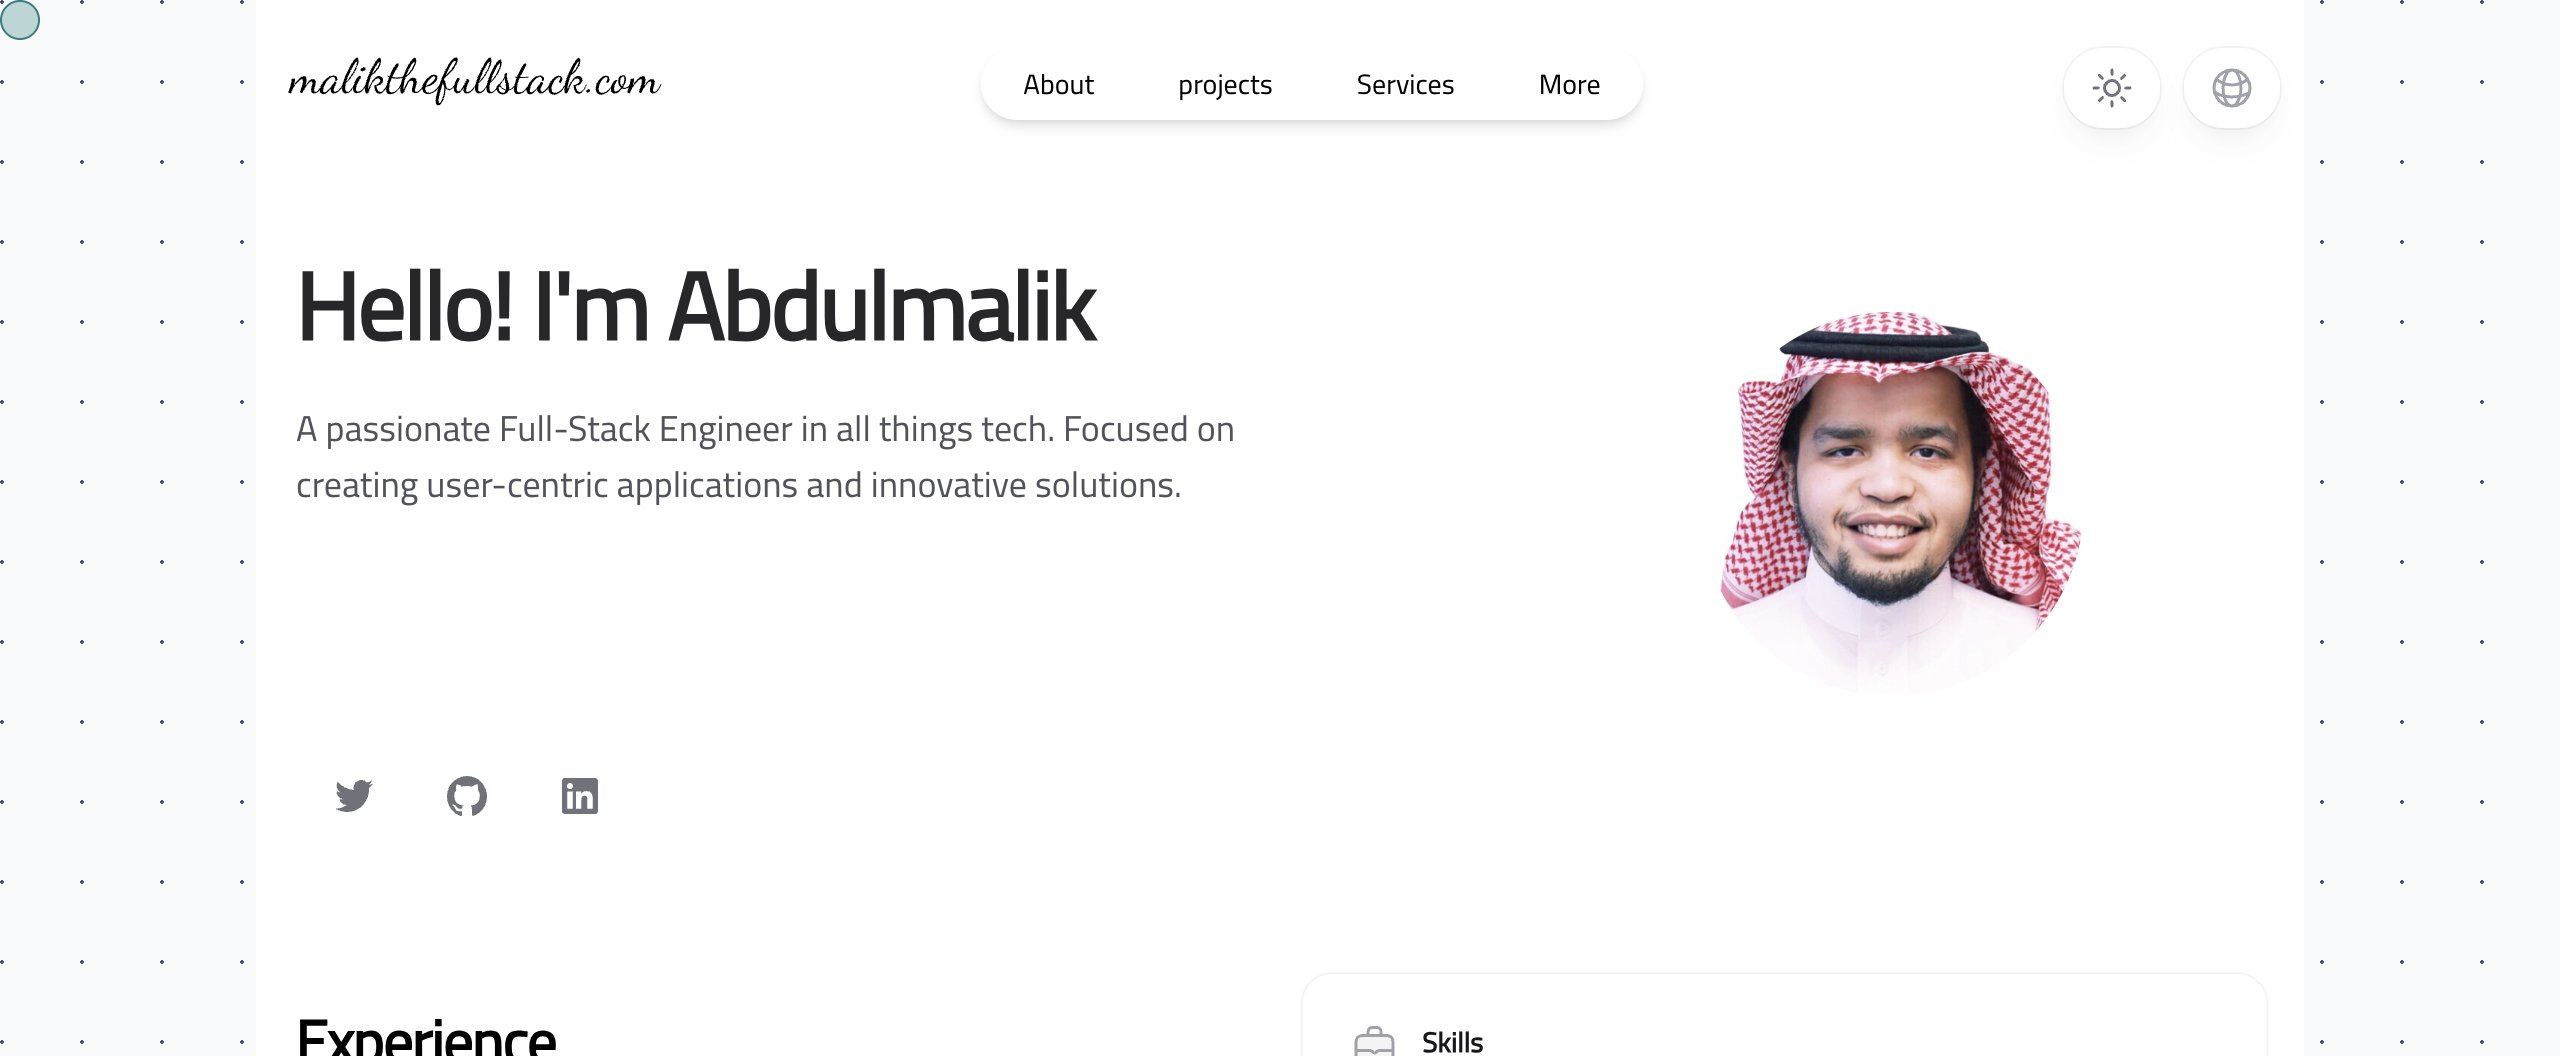 malikthefullstack.com
About projects Services More
Hello! I'm Abdulmalik
A passionate Full-Stack Engineer in all things tech. Focused on
creating user-centric applications and innovative solutions.
Experience
Skills